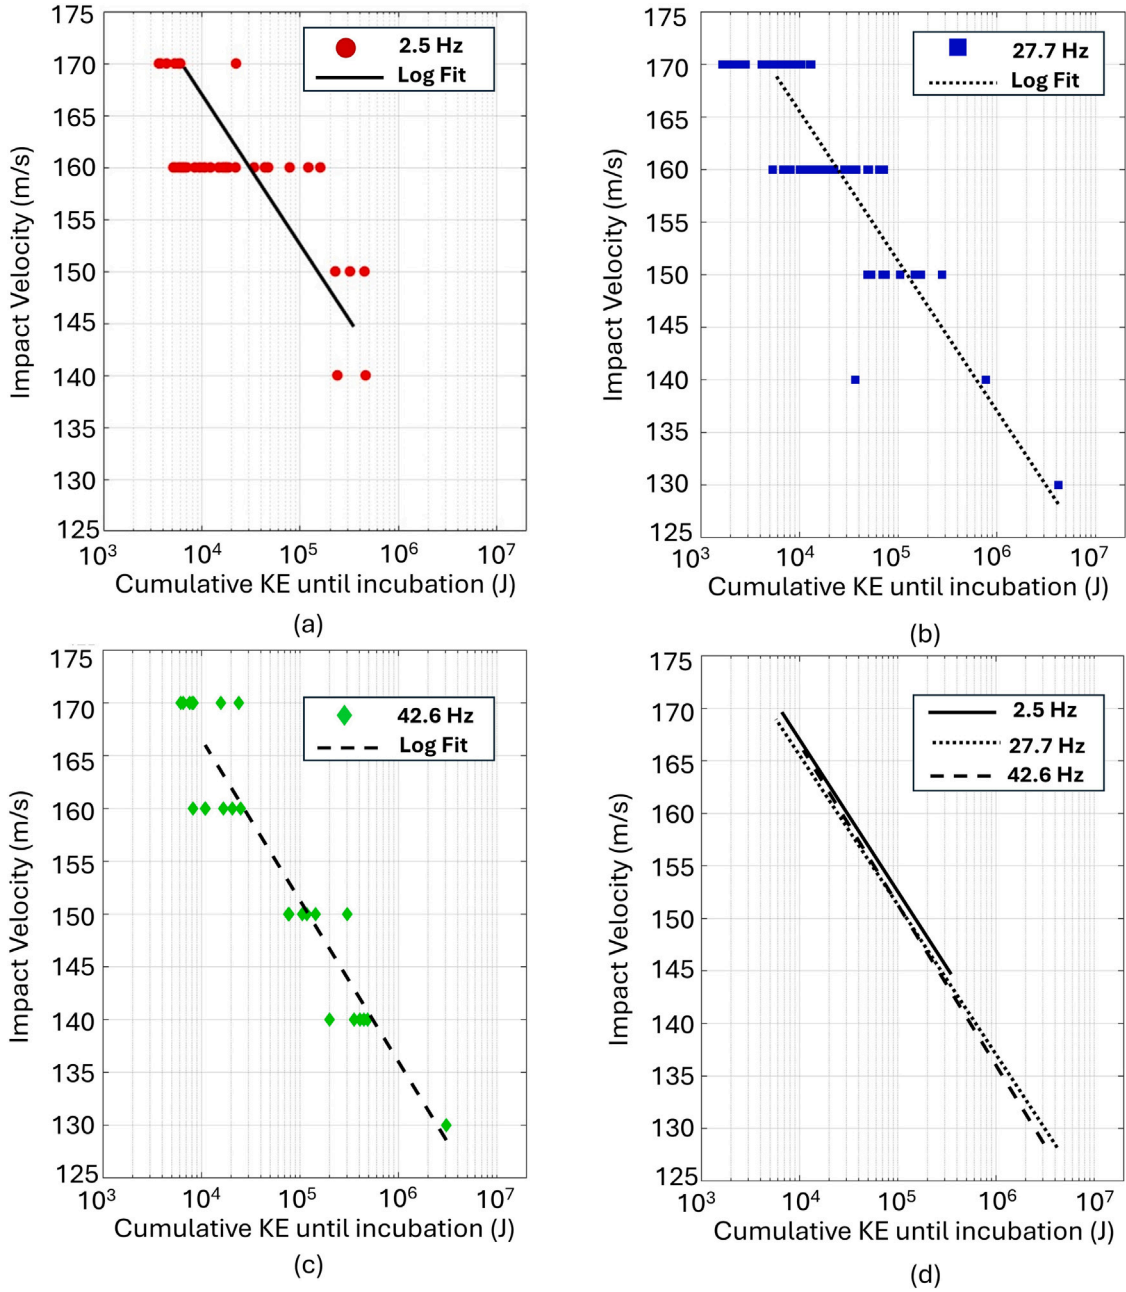 175
170
165
160
155
150
145
140
135
130
125
Impact Velocity (m/s)
2.5 Hz
Log Fit
10³ 10⁴ 10⁵ 10⁶ 10⁷
Cumulative KE until incubation (J)
(a)
175
170
165
160
155
150
145
140
135
130
125
Impact Velocity (m/s)
27.7 Hz
Log Fit
10³ 10⁴ 10⁵ 10⁶ 10⁷
Cumulative KE until incubation (J)
(b)
175
170
165
160
155
150
145
140
135
130
125
Impact Velocity (m/s)
42.6 Hz
Log Fit
10³ 10⁴ 10⁵ 10⁶ 10⁷
Cumulative KE until incubation (J)
(c)
175
170
165
160
155
150
145
140
135
130
125
Impact Velocity (m/s)
2.5 Hz
27.7 Hz
42.6 Hz
10³ 10⁴ 10⁵ 10⁶ 10⁷
Cumulative KE until incubation (J)
(d)